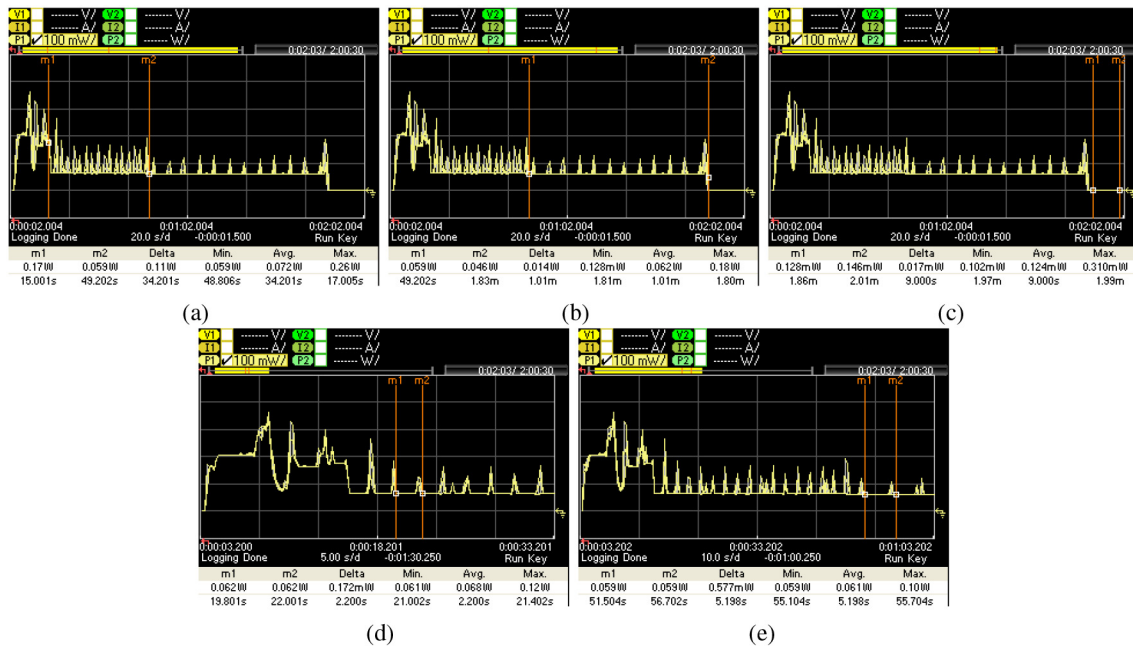 V1 ------ V/ V2 ------ V/
I1 ------ A/ I2 ------ A/
P1 ✓ 100 mW/ P2 ------ W/
0:02:03/ 2:00:30
m1 m2
0:00:02.004 0:01:02.004 0:02:02.004
Logging Done 20.0 s/d -0:00:01.500 Run Key
m1 m2 Delta Min. Avg. Max.
0.17W 0.059W 0.11W 0.059W 0.072W 0.26W
15.001s 49.202s 34.201s 48.806s 34.201s 17.005s
(a)
V1 ------ V/ V2 ------ V/
I1 ------ A/ I2 ------ A/
P1 ✓ 100 mW/ P2 ------ W/
0:02:03/ 2:00:30
m1 m2
0:00:02.004 0:01:02.004 0:02:02.004
Logging Done 20.0 s/d -0:00:01.500 Run Key
m1 m2 Delta Min. Avg. Max.
0.059W 0.046W 0.014W 0.128mW 0.062W 0.18W
49.202s 1.83m 1.01m 1.81m 1.01m 1.80m
(b)
V1 ------ V/ V2 ------ V/
I1 ------ A/ I2 ------ A/
P1 ✓ 100 mW/ P2 ------ W/
0:02:03/ 2:00:30
m1 m2
0:00:02.004 0:01:02.004 0:02:02.004
Logging Done 20.0 s/d -0:00:01.500 Run Key
m1 m2 Delta Min. Avg. Max.
0.128mW 0.146mW 0.017mW 0.102mW 0.124mW 0.310mW
1.86m 2.01m 9.000s 1.97m 9.000s 1.99m
(c)
V1 ------ V/ V2 ------ V/
I1 ------ A/ I2 ------ A/
P1 ✓ 100 mW/ P2 ------ W/
0:02:03/ 2:00:30
m1 m2
0:00:03.200 0:00:18.201 0:00:33.201
Logging Done 5.00 s/d -0:01:30.250 Run Key
m1 m2 Delta Min. Avg. Max.
0.062W 0.062W 0.172mW 0.061W 0.068W 0.12W
19.801s 22.001s 2.200s 21.002s 2.200s 21.402s
(d)
V1 ------ V/ V2 ------ V/
I1 ------ A/ I2 ------ A/
P1 ✓ 100 mW/ P2 ------ W/
0:02:03/ 2:00:30
m1 m2
0:00:03.202 0:00:33.202 0:01:03.202
Logging Done 10.0 s/d -0:01:00.250 Run Key
m1 m2 Delta Min. Avg. Max.
0.059W 0.059W 0.577mW 0.059W 0.061W 0.10W
51.504s 56.702s 5.198s 55.104s 5.198s 55.704s
(e)